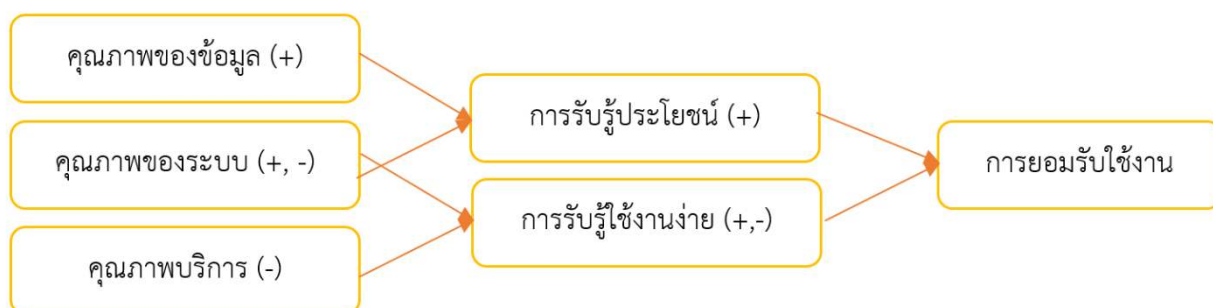 คุณภาพของข้อมูล (+)
คุณภาพของระบบ (+, -)
คุณภาพบริการ (-)
การรับรู้ประโยชน์ (+)
การรับรู้ใช้งานง่าย (+,-)
การยอมรับใช้งาน